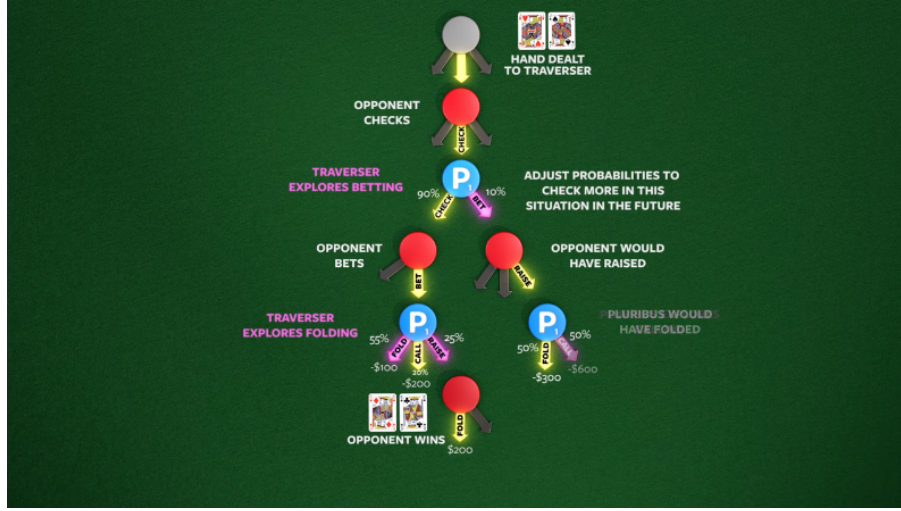 HAND DEALT
TO TRAVERSER
OPPONENT
CHECKS
CHECK
TRAVERSER
EXPLORES BETTING
P1
90%
10%
CHECK
BET
ADJUST PROBABILITIES TO
CHECK MORE IN THIS
SITUATION IN THE FUTURE
OPPONENT
BETS
BET
OPPONENT WOULD
HAVE RAISED
RAISE
TRAVERSER
EXPLORES FOLDING
P1
55%
25%
FOLD
CALL
RAISE
-$100
20%
-$200
P1
50%
50%
FOLD
CALL
-$300
-$600
PLURIBUS WOULD
HAVE FOLDED
OPPONENT WINS
FOLD
$200